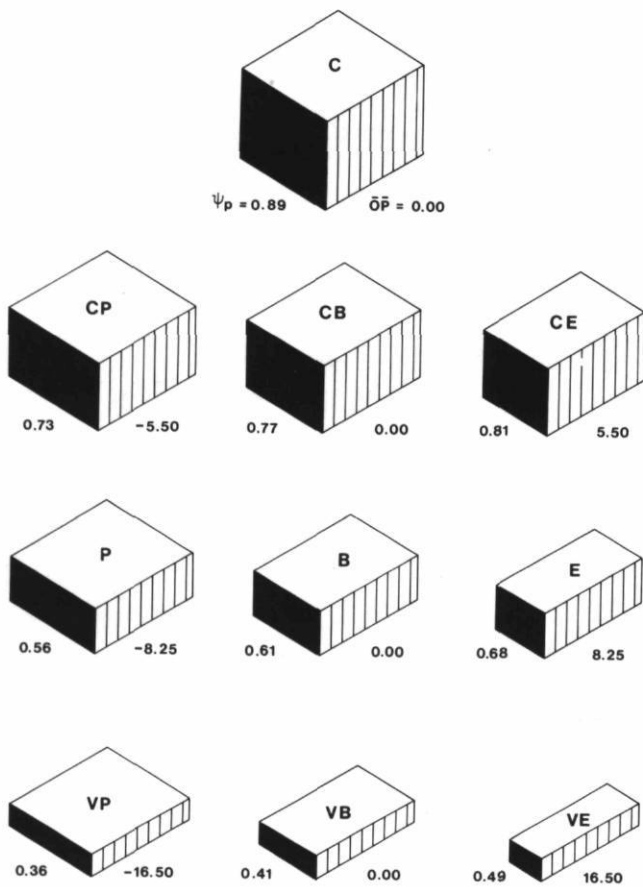 C
ψp = 0.89 ŌP̄ = 0.00
CP CB CE
0.73 -5.50 0.77 0.00 0.81 5.50
P B E
0.56 -8.25 0.61 0.00 0.68 8.25
VP VB VE
0.36 -16.50 0.41 0.00 0.49 16.50